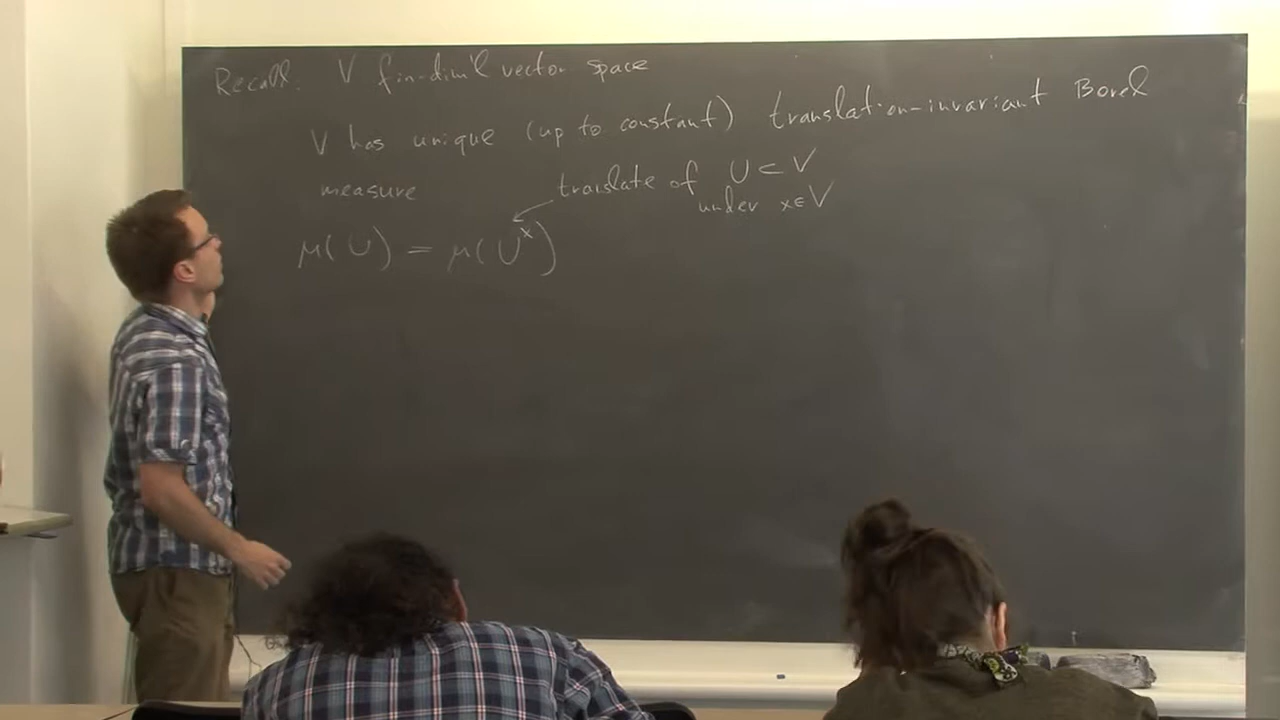 Recall: V fin-dim'l vector space
V has unique (up to constant) translation-invariant Borel
measure
translate of U ⊂ V
under x∈V
μ(U) = μ(U^x)